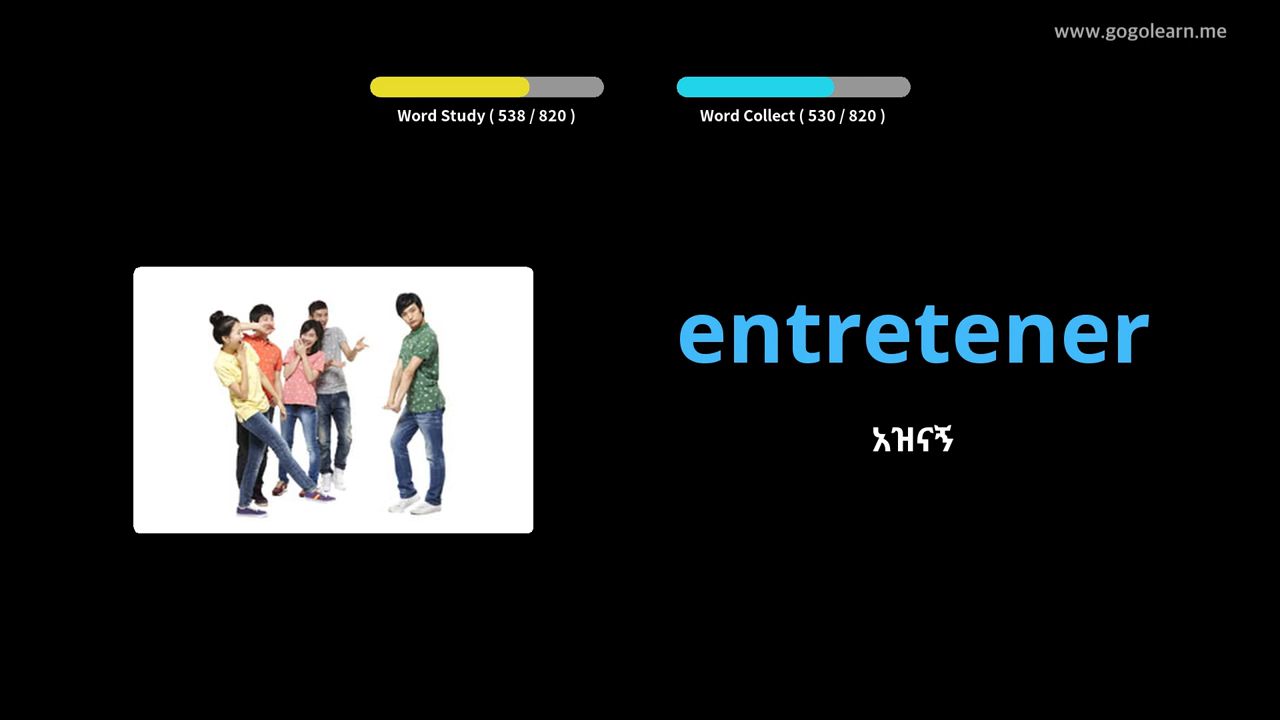 www.gogolearn.me
Word Study ( 538 / 820 )
Word Collect ( 530 / 820 )
entretener
አዝናኝ